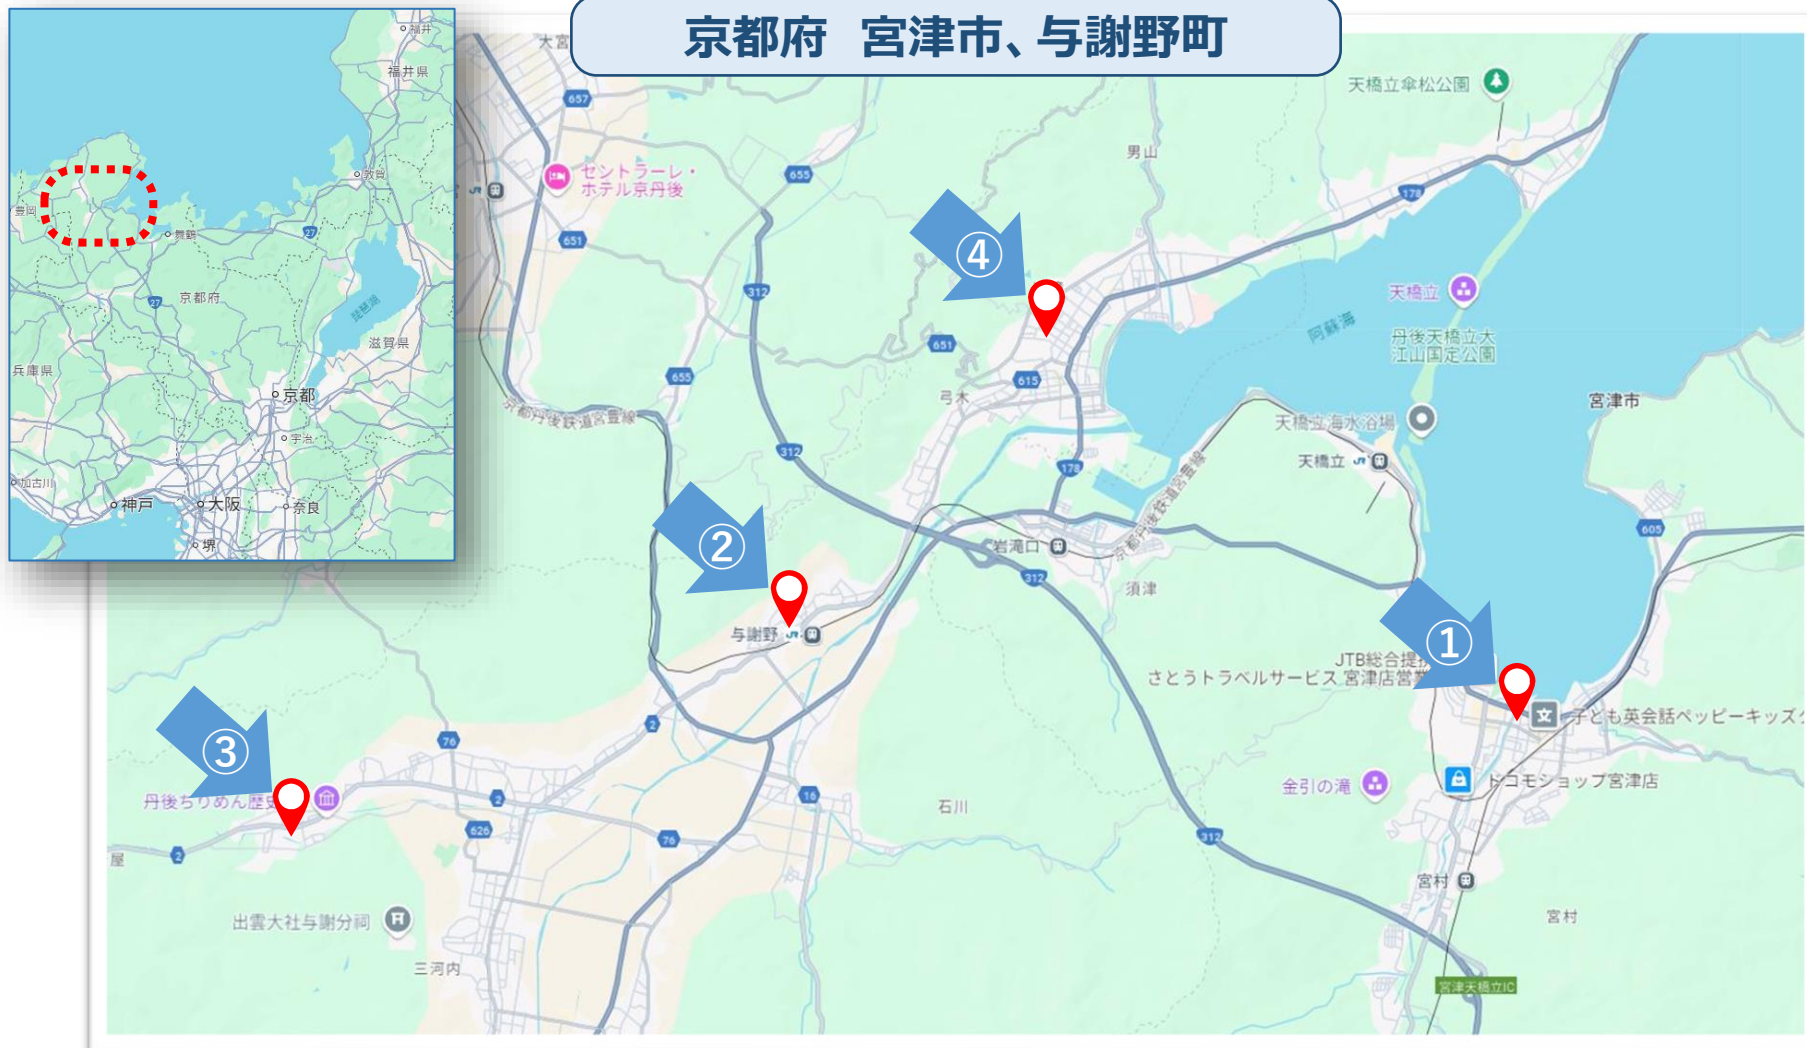 京都府　宮津市、与謝野町
福井
福井県
敦賀
豊岡
舞鶴
27
27
京都府
琵琶湖
滋賀県
兵庫県
京都
宇治
加古川
神戸
大阪
奈良
堺
大宮
657
天橋立傘松公園
男山
655
セントラーレ・
ホテル京丹後
JR
178
651
④
312
天橋立
阿蘇海
丹後天橋立大
江山国定公園
651
655
615
弓木
宮津市
京都丹後鉄道宮豊線
天橋立海水浴場
312
天橋立 JR
178
京都丹後鉄道宮豊線
605
②
岩滝口
312
須津
与謝野 JR
①
JTB総合提携
さとうトラベルサービス 宮津店営業
文
子ども英会話ペッピーキッズク
2
76
③
丹後ちりめん歴史
2
16
金引の滝
ドコモショップ宮津店
石川
626
76
312
2
屋
宮村
出雲大社与謝分祠
宮村
三河内
宮津天橋立IC